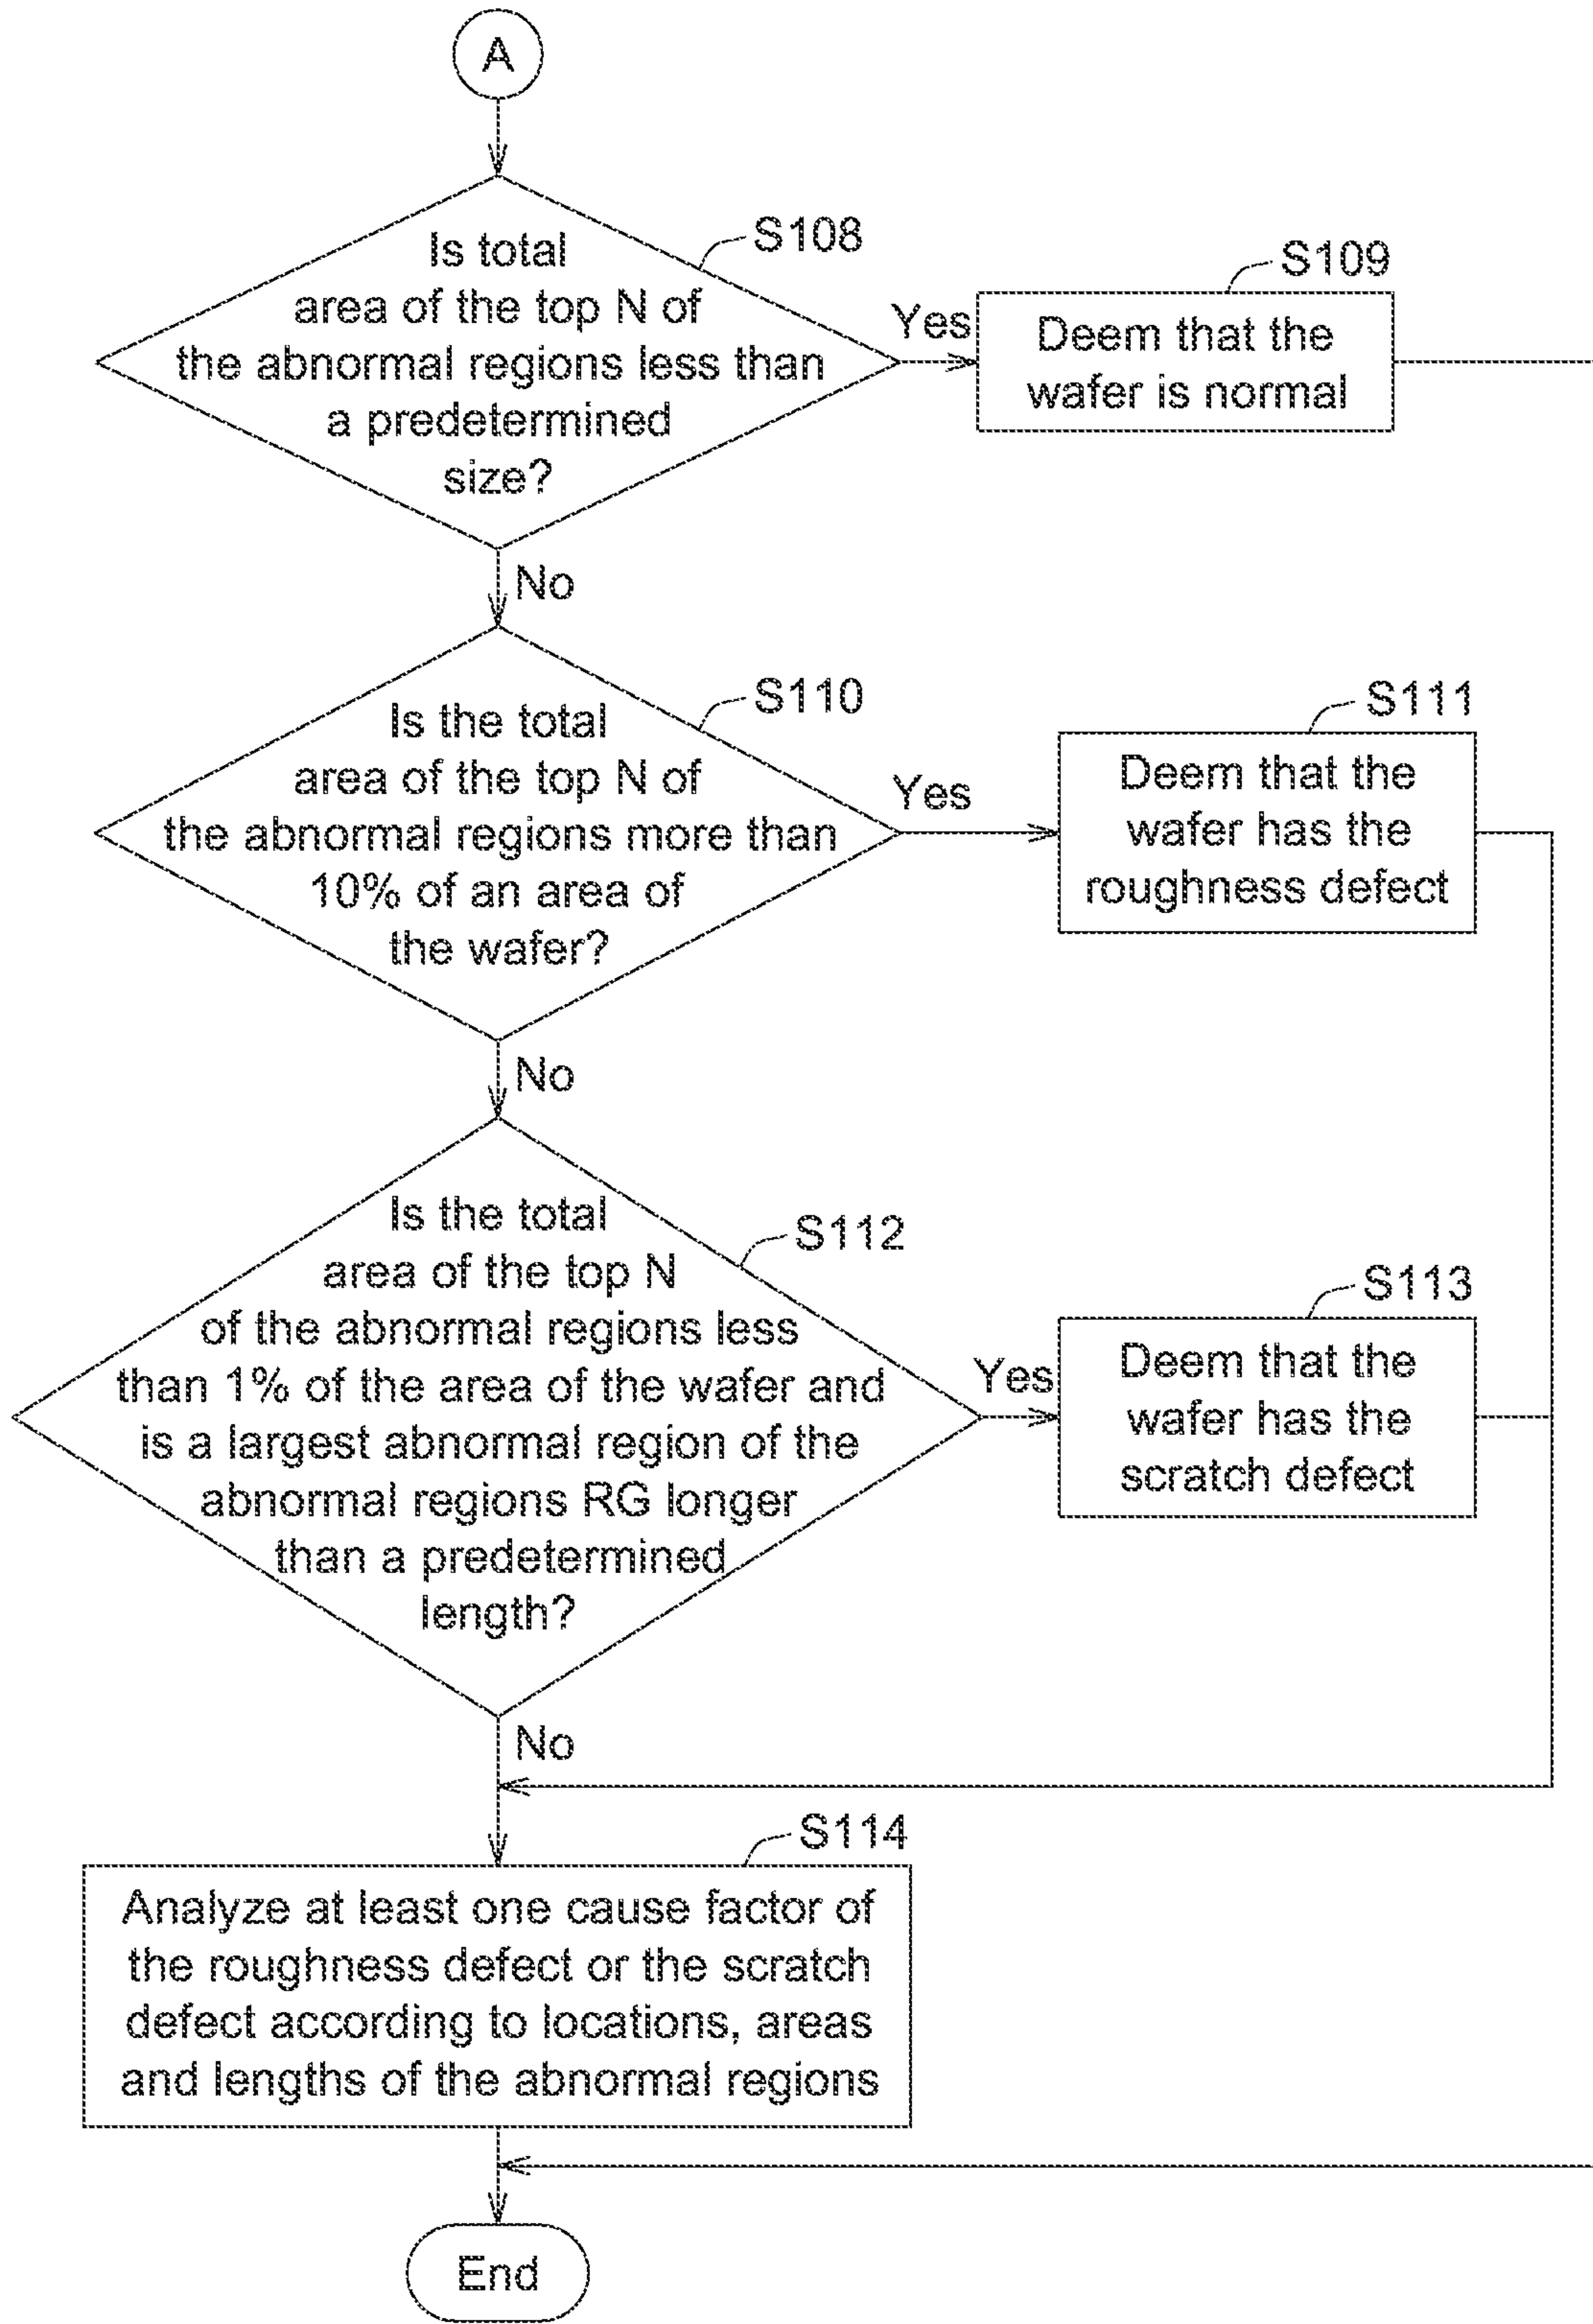 A
S108
Is total
area of the top N of
the abnormal regions less than
a predetermined
size?
Yes
S109
Deem that the
wafer is normal
No
S110
Is the total
area of the top N of
the abnormal regions more than
10% of an area of
the wafer?
Yes
S111
Deem that the
wafer has the
roughness defect
No
S112
Is the total
area of the top N
of the abnormal regions less
than 1% of the area of the wafer and
is a largest abnormal region of the
abnormal regions RG longer
than a predetermined
length?
Yes
S113
Deem that the
wafer has the
scratch defect
No
S114
Analyze at least one cause factor of
the roughness defect or the scratch
defect according to locations, areas
and lengths of the abnormal regions
End